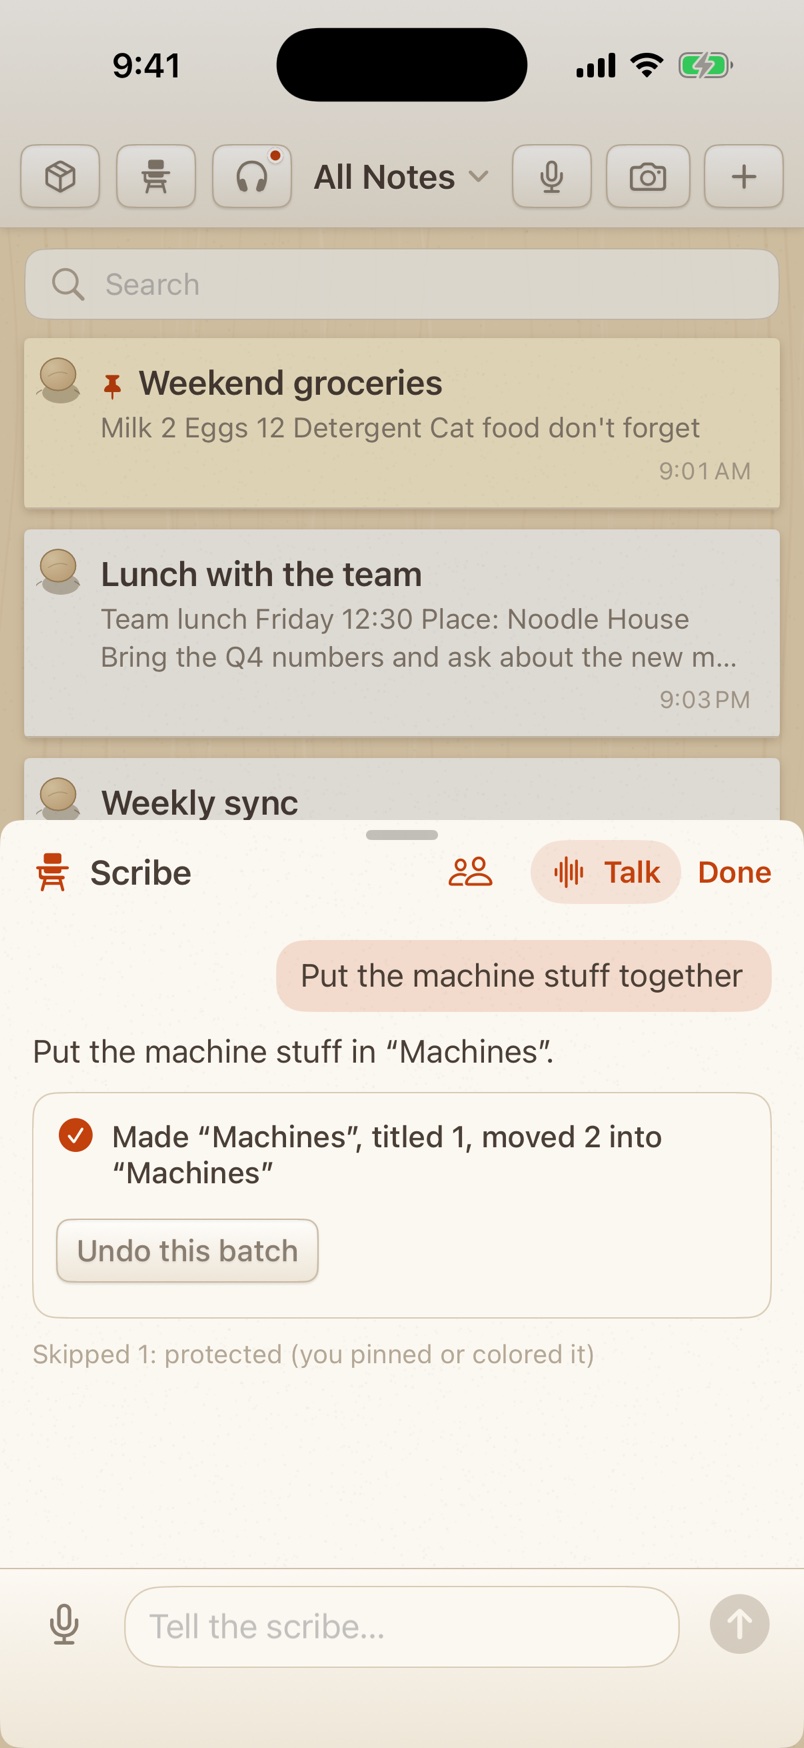 9:41
All Notes
Search
Weekend groceries
Milk 2 Eggs 12 Detergent Cat food don't forget
9:01 AM
Lunch with the team
Team lunch Friday 12:30 Place: Noodle House
Bring the Q4 numbers and ask about the new m...
9:03 PM
Weekly sync
Scribe
Talk
Done
Put the machine stuff together
Put the machine stuff in “Machines”.
Made “Machines”, titled 1, moved 2 into
“Machines”
Undo this batch
Skipped 1: protected (you pinned or colored it)
Tell the scribe...